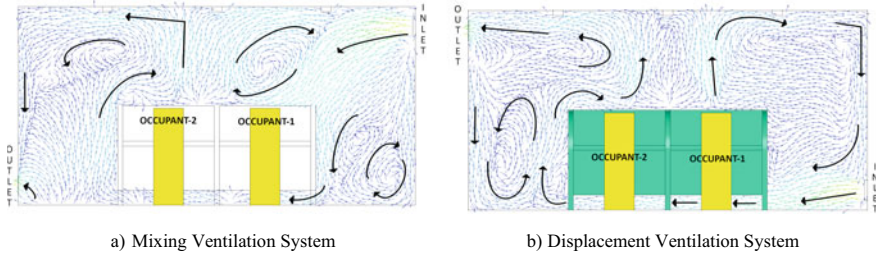 INLET
OCCUPANT-2
OCCUPANT-1
OUTLET
a) Mixing Ventilation System
OUTLET
OCCUPANT-2
OCCUPANT-1
INLET
b) Displacement Ventilation System